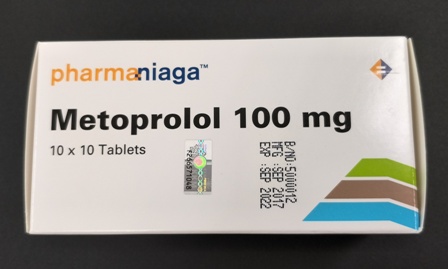 pharmaniaga™
Metoprolol 100 mg
10 x 10 Tablets
B/NO: 5000012
MFG :SEP 2017
EXP :SEP 2022